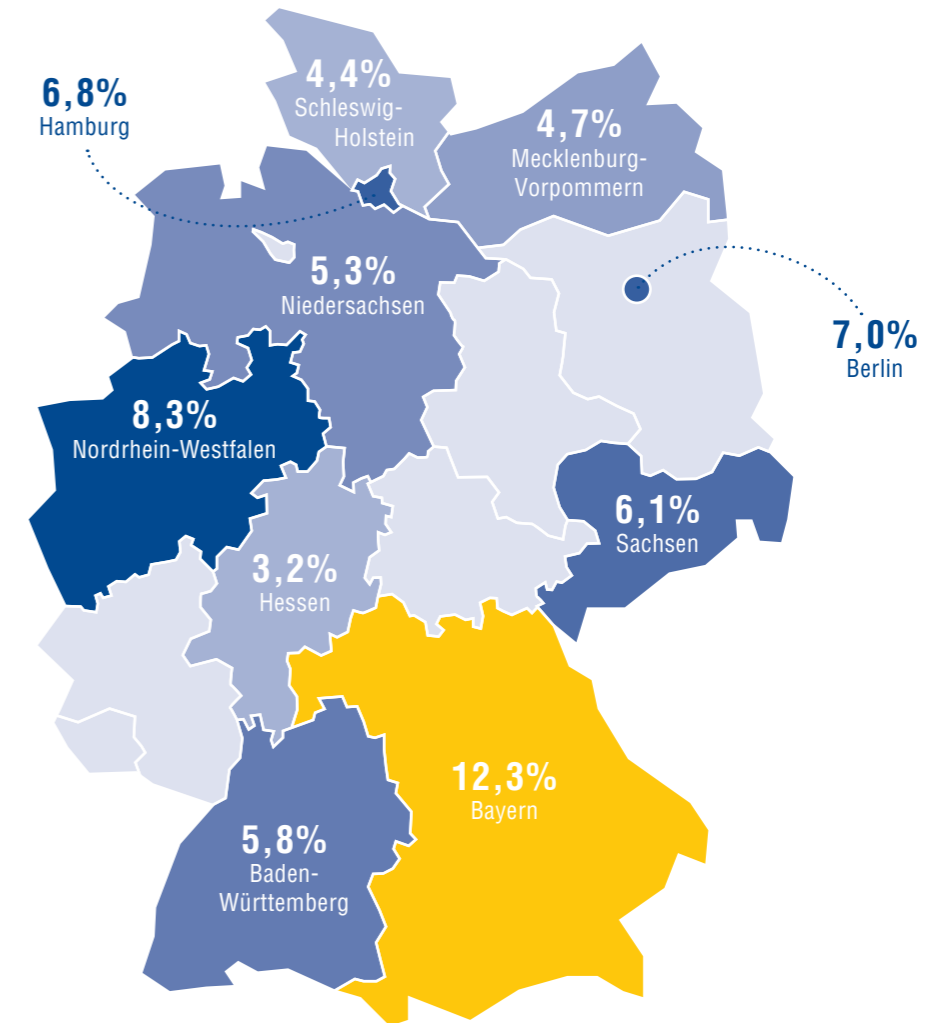 4,4%
Schleswig-
Holstein
6,8%
Hamburg
4,7%
Mecklenburg-
Vorpommern
5,3%
Niedersachsen
7,0%
Berlin
8,3%
Nordrhein-Westfalen
6,1%
Sachsen
3,2%
Hessen
12,3%
Bayern
5,8%
Baden-
Württemberg